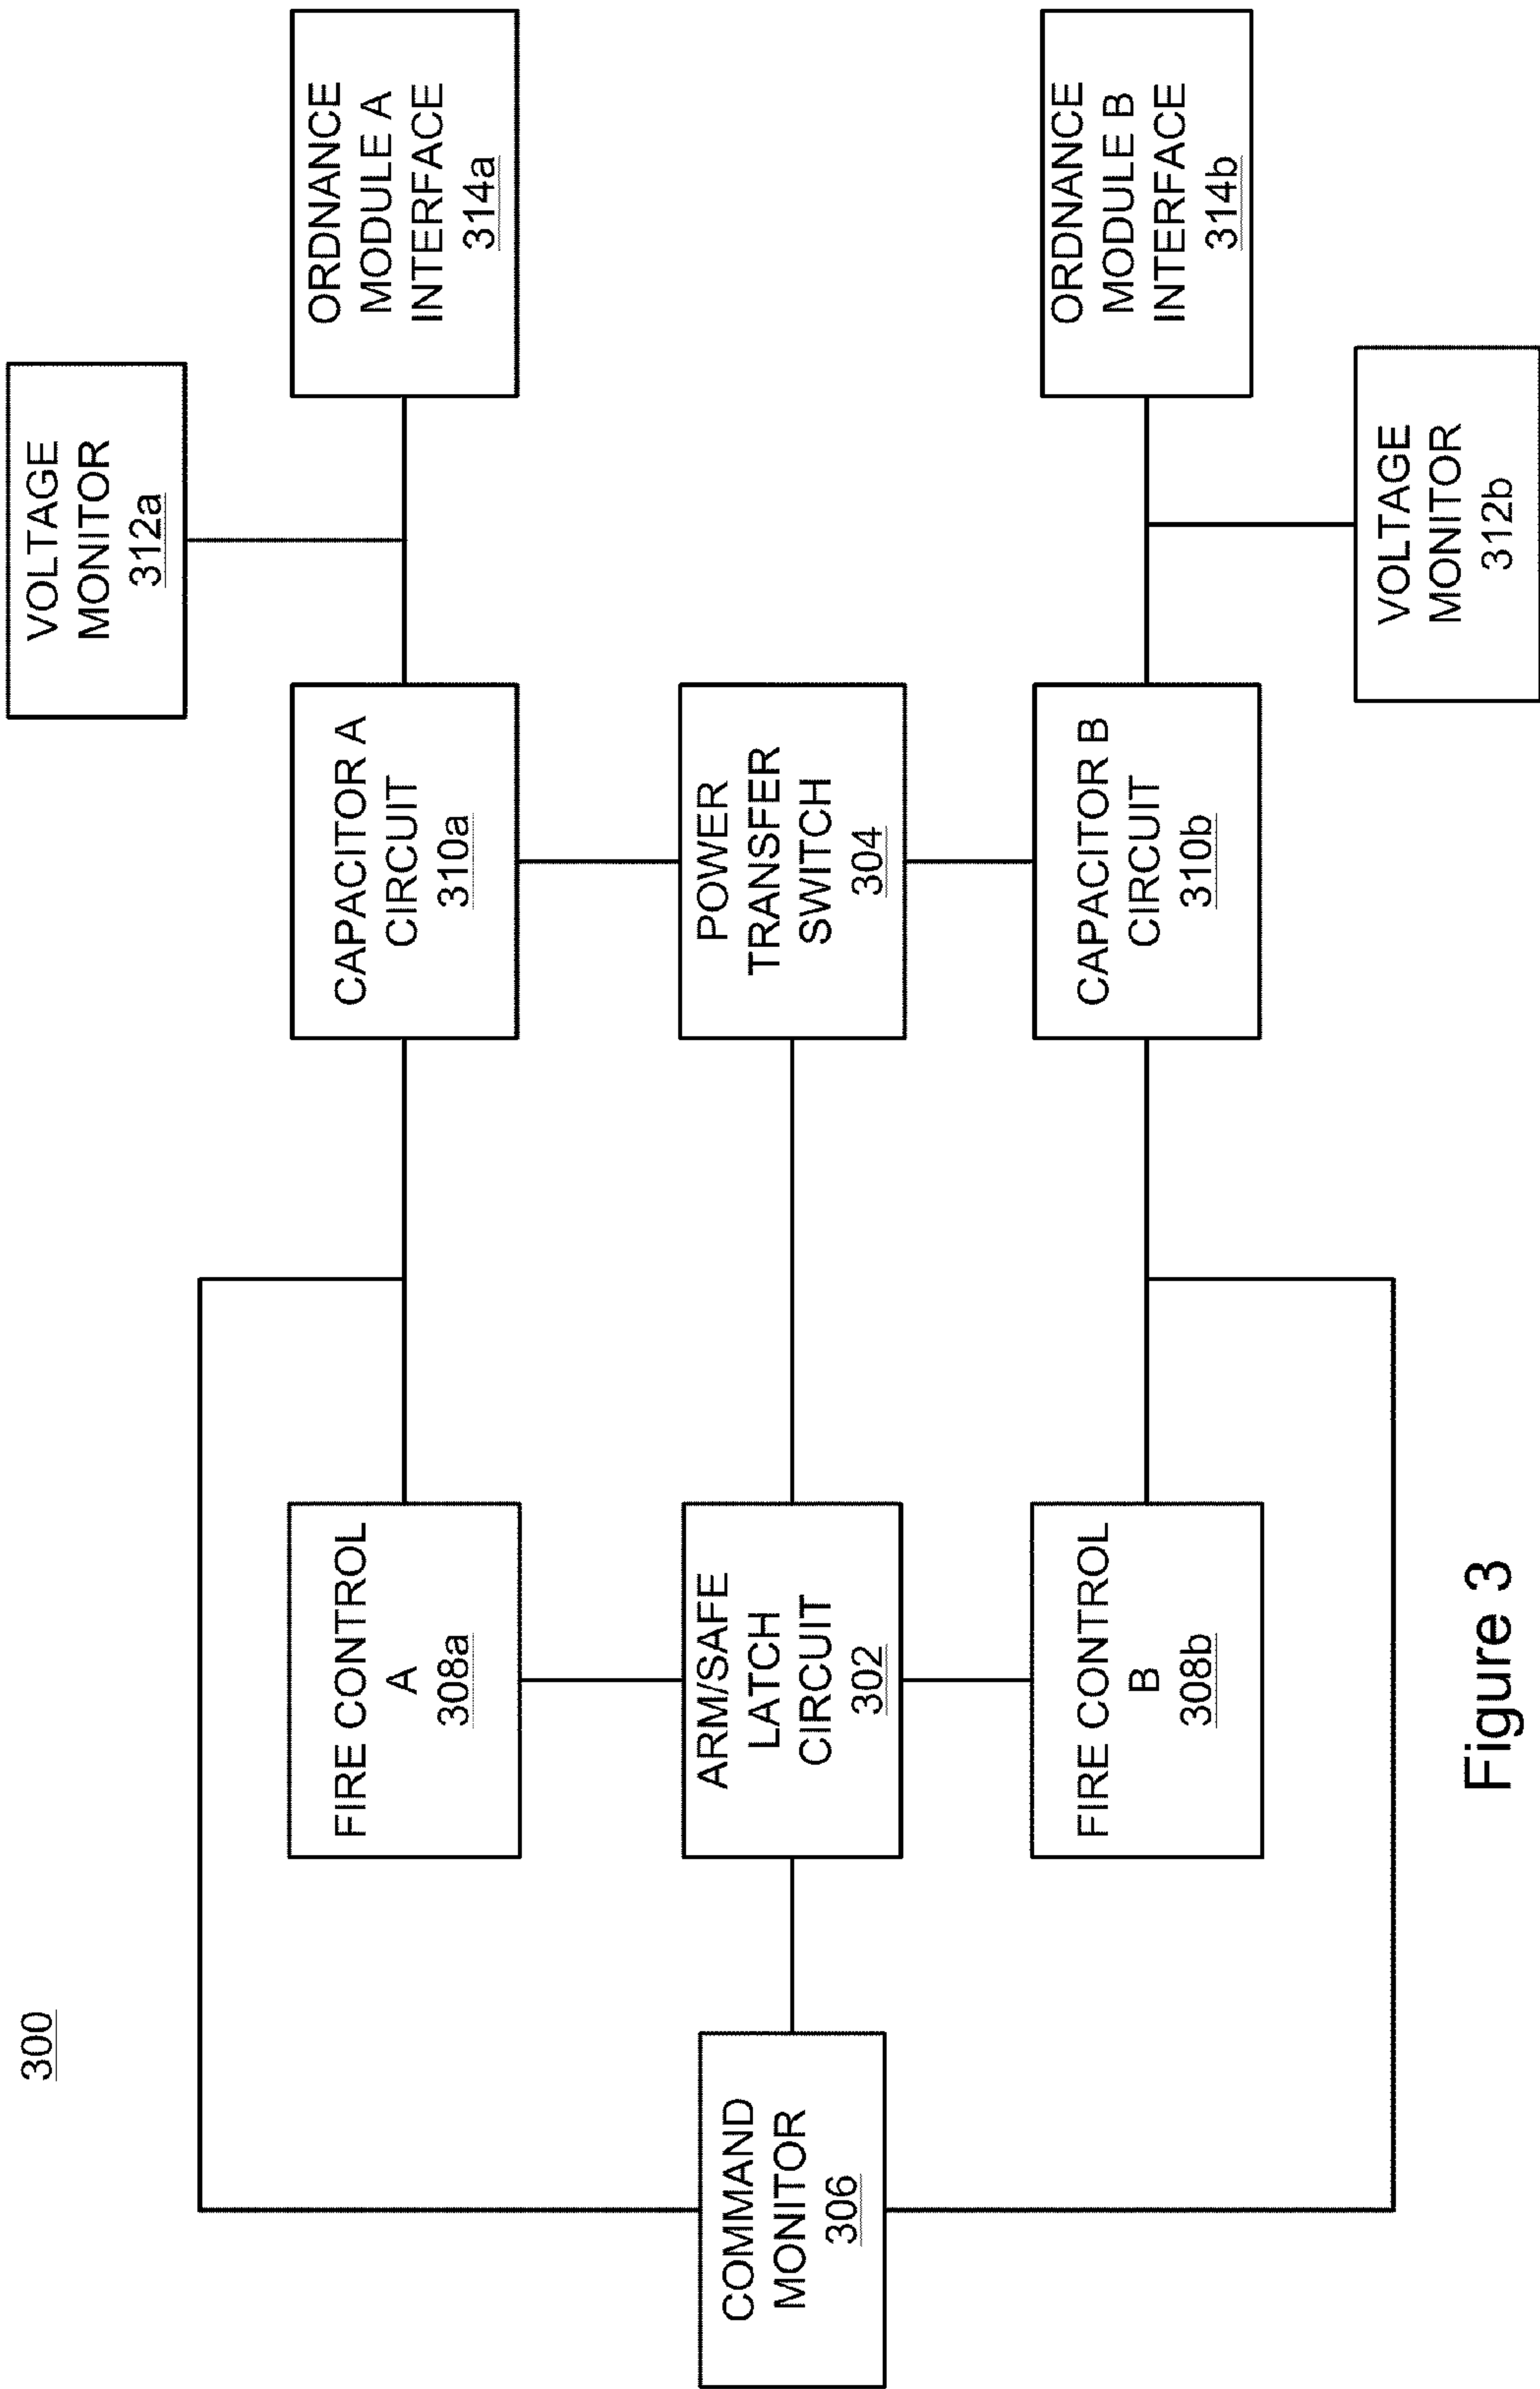 300
VOLTAGE
MONITOR
312a
ORDNANCE
MODULE A
INTERFACE
314a
CAPACITOR A
CIRCUIT
310a
FIRE CONTROL
A
308a
COMMAND
MONITOR
306
ARM/SAFE
LATCH
CIRCUIT
302
POWER
TRANSFER
SWITCH
304
FIRE CONTROL
B
308b
CAPACITOR B
CIRCUIT
310b
ORDNANCE
MODULE B
INTERFACE
314b
VOLTAGE
MONITOR
312b
Figure 3